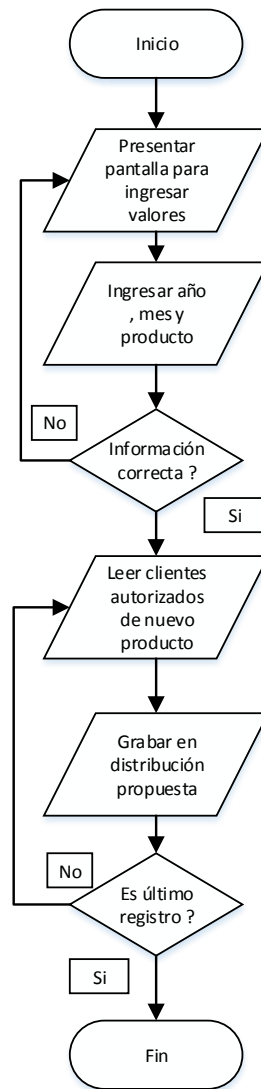 Inicio
Presentar
pantalla para
ingresar
valores
Ingresar año
, mes y
producto
No
Información
correcta ?
Si
Leer clientes
autorizados
de nuevo
producto
Grabar en
distribución
propuesta
No
Es último
registro ?
Si
Fin